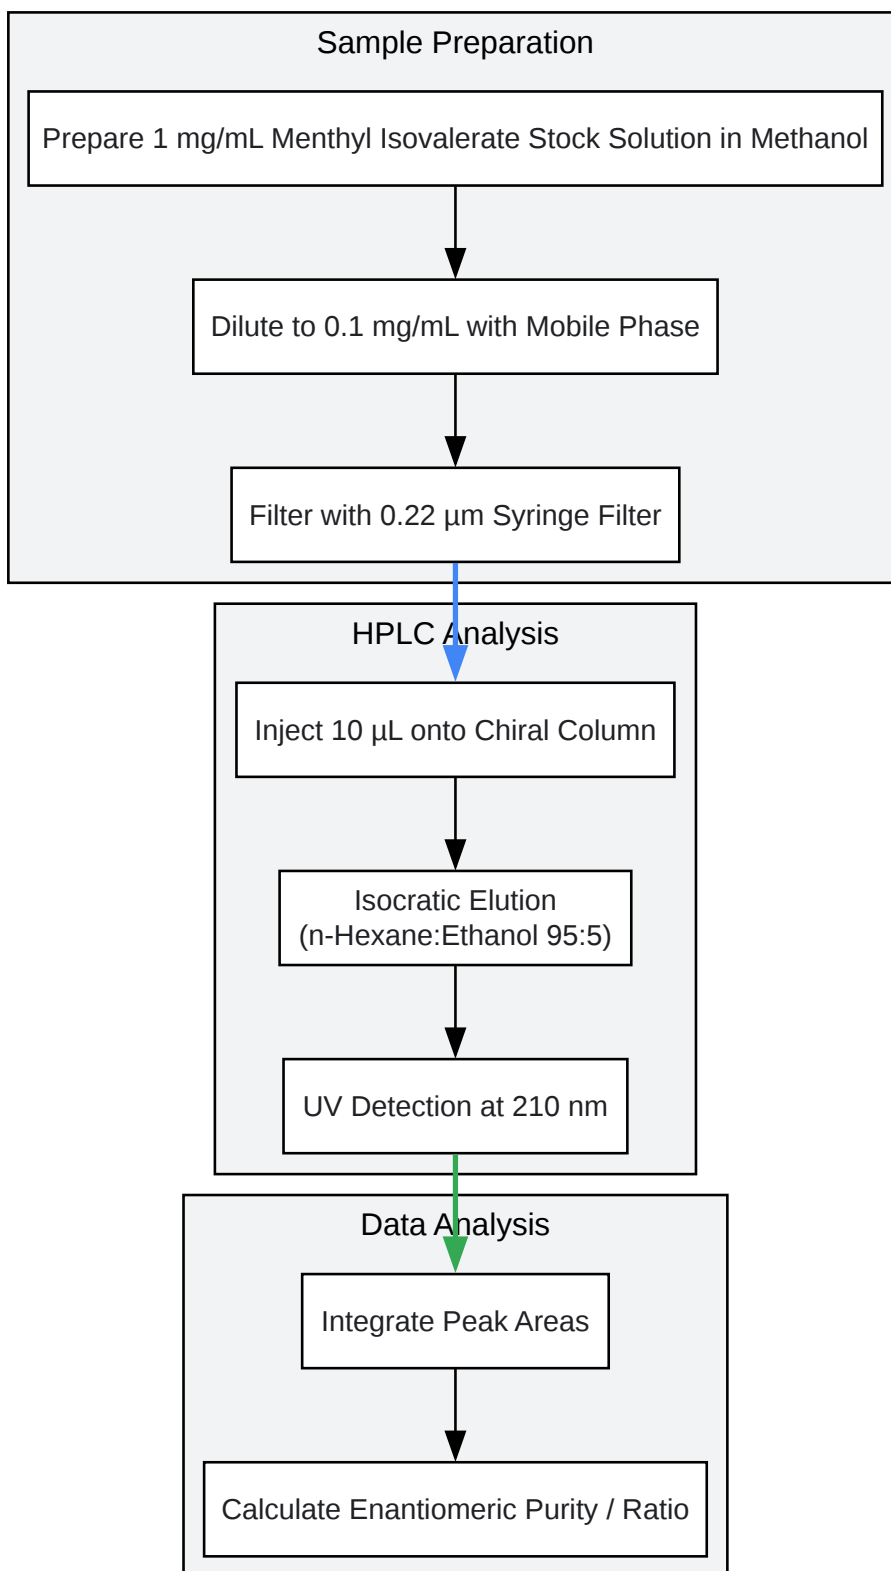 Sample Preparation
Prepare 1 mg/mL Menthyl Isovalerate Stock Solution in Methanol
Dilute to 0.1 mg/mL with Mobile Phase
Filter with 0.22 µm Syringe Filter
HPLC Analysis
Inject 10 µL onto Chiral Column
Isocratic Elution
(n-Hexane:Ethanol 95:5)
UV Detection at 210 nm
Data Analysis
Integrate Peak Areas
Calculate Enantiomeric Purity / Ratio